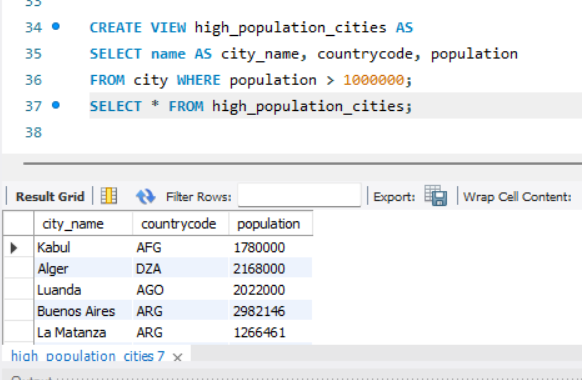 33
34 CREATE VIEW high_population_cities AS
35 SELECT name AS city_name, countrycode, population
36 FROM city WHERE population > 1000000;
37 SELECT * FROM high_population_cities;
38
Result Grid Filter Rows: Export: Wrap Cell Content:
city_name countrycode population
Kabul AFG 1780000
Alger DZA 2168000
Luanda AGO 2022000
Buenos Aires ARG 2982146
La Matanza ARG 1266461
high_population_cities 7 ×